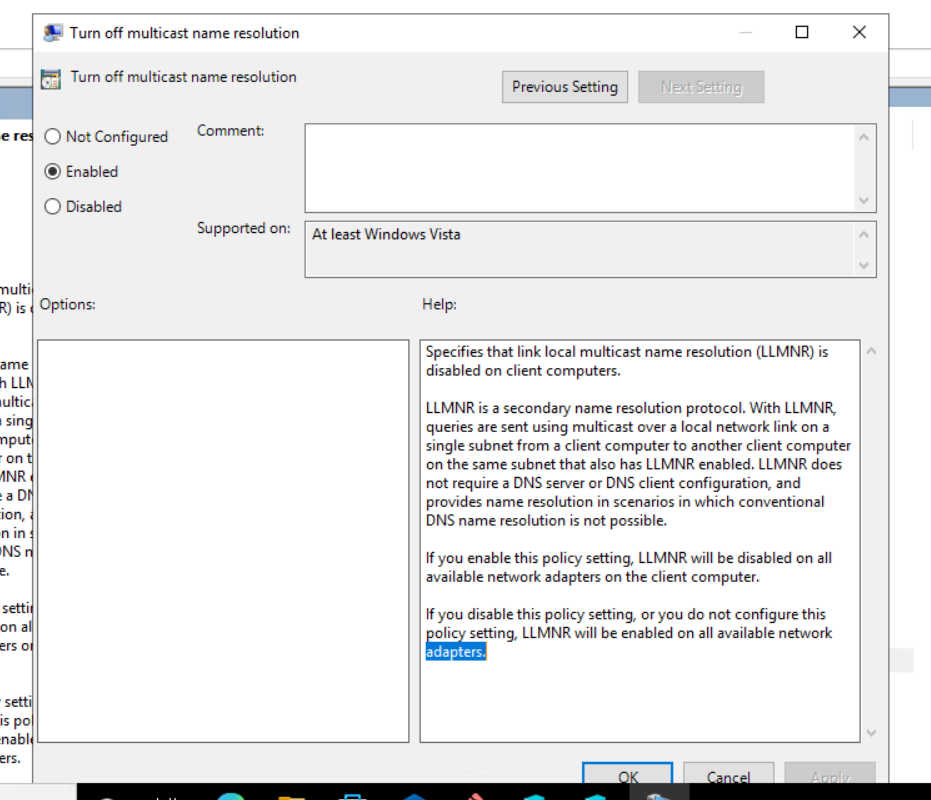 Turn off multicast name resolution
Turn off multicast name resolution
Previous Setting
Next Setting
Not Configured
Comment:
Enabled
Disabled
Supported on:
At least Windows Vista
Options:
Help:
Specifies that link local multicast name resolution (LLMNR) is
disabled on client computers.
LLMNR is a secondary name resolution protocol. With LLMNR,
queries are sent using multicast over a local network link on a
single subnet from a client computer to another client computer
on the same subnet that also has LLMNR enabled. LLMNR does
not require a DNS server or DNS client configuration, and
provides name resolution in scenarios in which conventional
DNS name resolution is not possible.
If you enable this policy setting, LLMNR will be disabled on all
available network adapters on the client computer.
If you disable this policy setting, or you do not configure this
policy setting, LLMNR will be enabled on all available network
adapters.
OK
Cancel
Apply